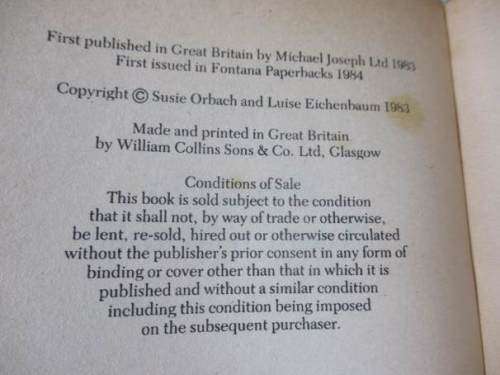 First published in Great Britain by Michael Joseph Ltd 1983
First issued in Fontana Paperbacks 1984
Copyright © Susie Orbach and Luise Eichenbaum 1983
Made and printed in Great Britain
by William Collins Sons & Co. Ltd, Glasgow
Conditions of Sale
This book is sold subject to the condition
that it shall not, by way of trade or otherwise,
be lent, re-sold, hired out or otherwise circulated
without the publisher's prior consent in any form of
binding or cover other than that in which it is
published and without a similar condition
including this condition being imposed
on the subsequent purchaser.